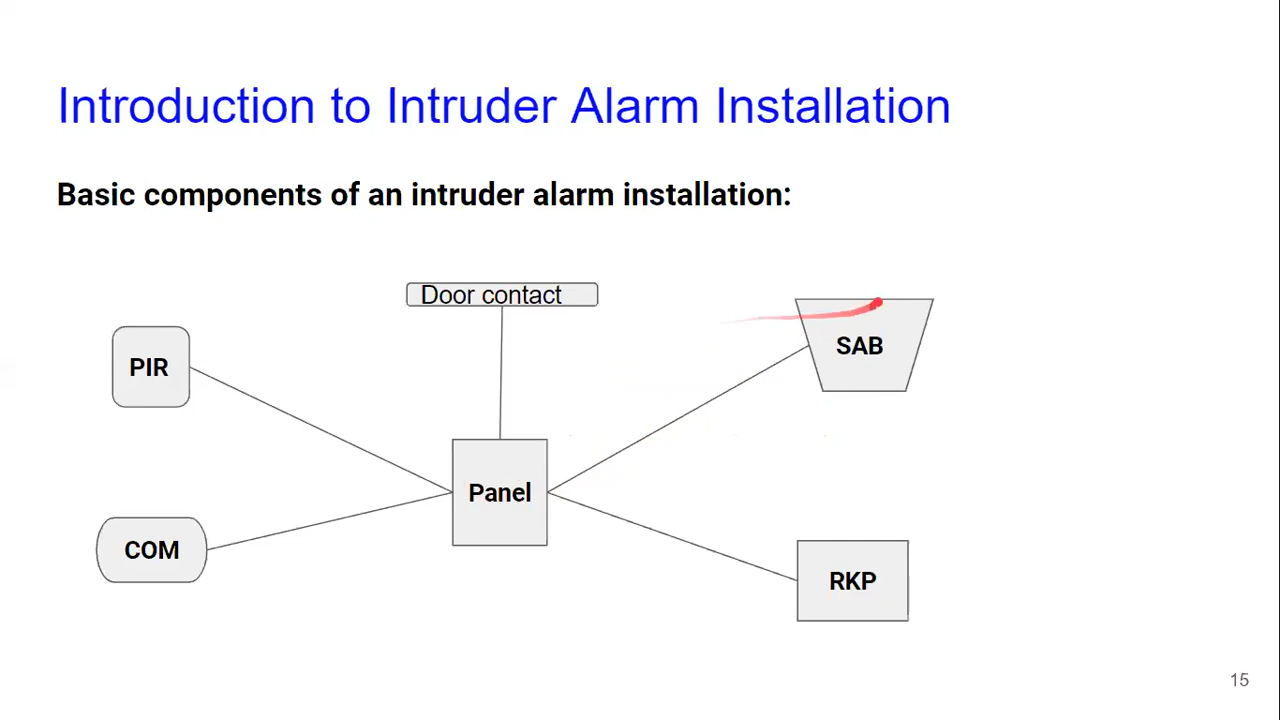 Introduction to Intruder Alarm Installation
Basic components of an intruder alarm installation:
Door contact
PIR
SAB
Panel
COM
RKP
15